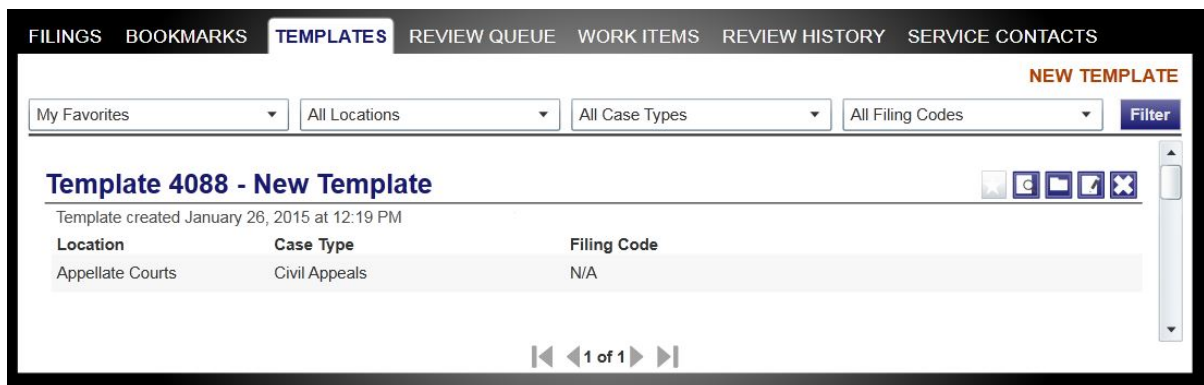 FILINGS BOOKMARKS TEMPLATES REVIEW QUEUE WORK ITEMS REVIEW HISTORY SERVICE CONTACTS
NEW TEMPLATE
My Favorites All Locations All Case Types All Filing Codes Filter
Template 4088 - New Template
Template created January 26, 2015 at 12:19 PM
Location Case Type Filing Code
Appellate Courts Civil Appeals N/A
1 of 1